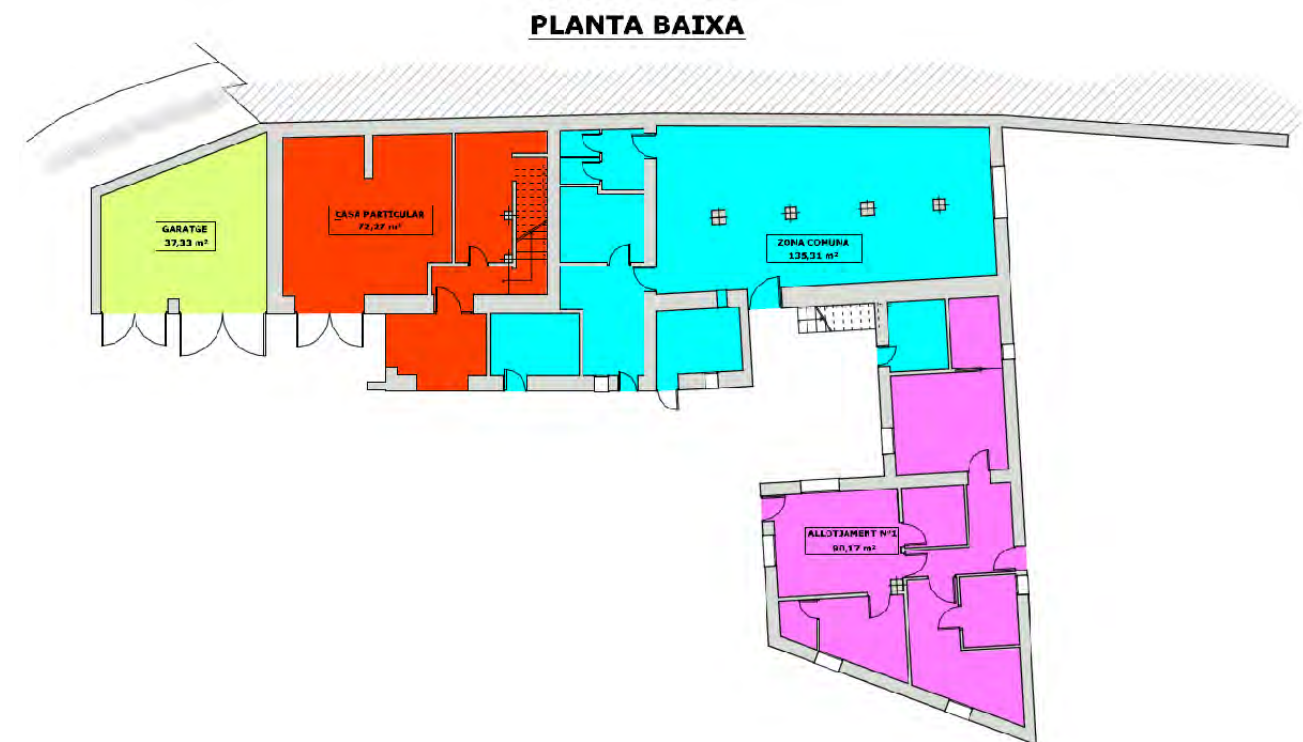 PLANTA BAIXA
GARATGE
37,33 m²
CASA PARTICULAR
72,27 m²
ZONA COMUNA
135,31 m²
ALLOTJAMENT Nº1
90,17 m²